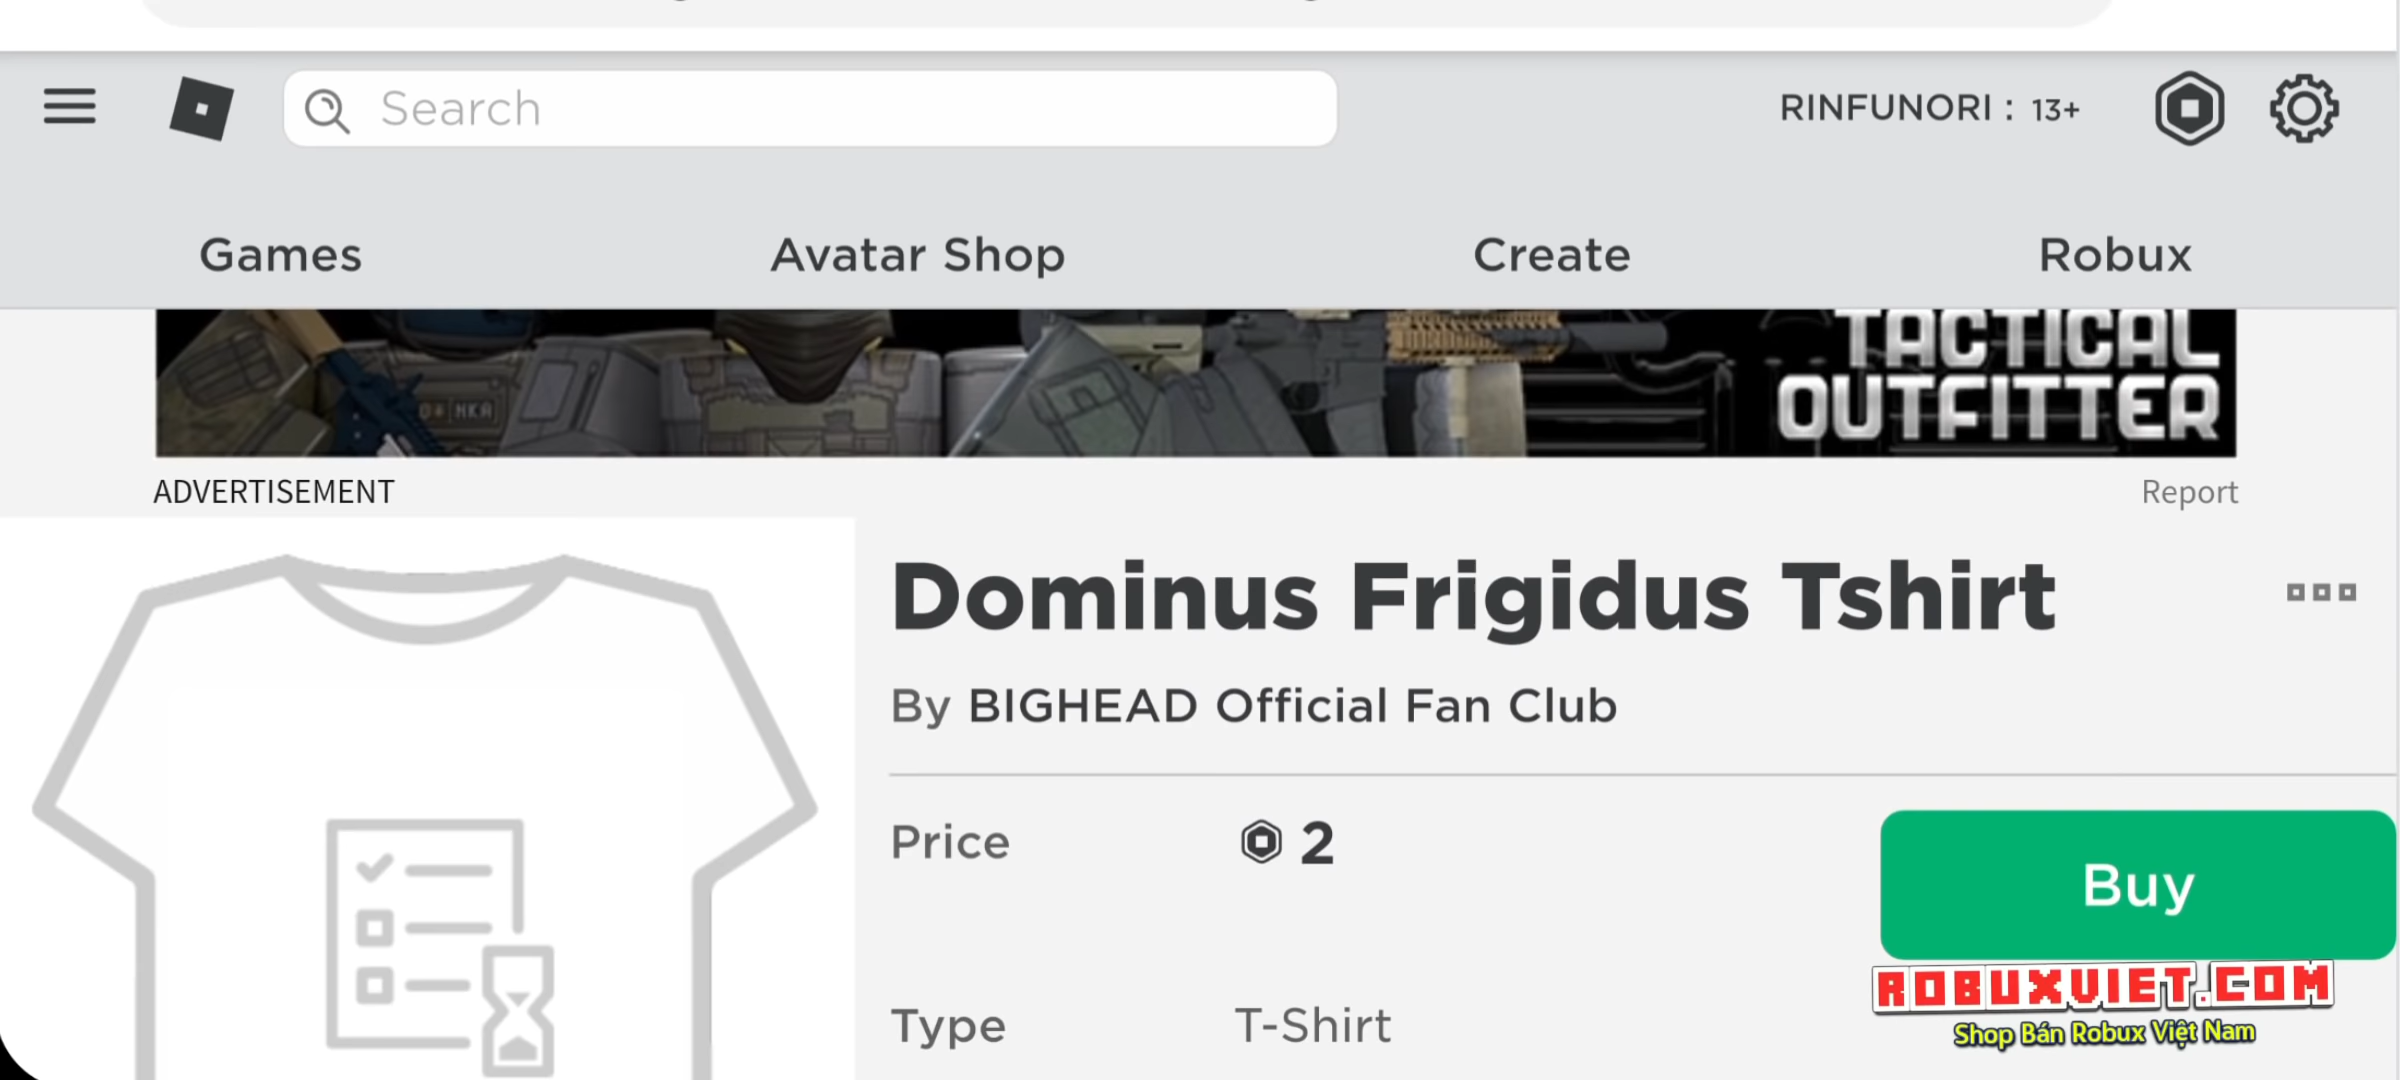 Search
RINFUNORI : 13+
Games
Avatar Shop
Create
Robux
NKA
TACTICAL
OUTFITTER
ADVERTISEMENT
Report
Dominus Frigidus Tshirt
By BIGHEAD Official Fan Club
Price
2
Buy
Type
T-Shirt
ROBUXVIET.COM
Shop Bán Robux Việt Nam